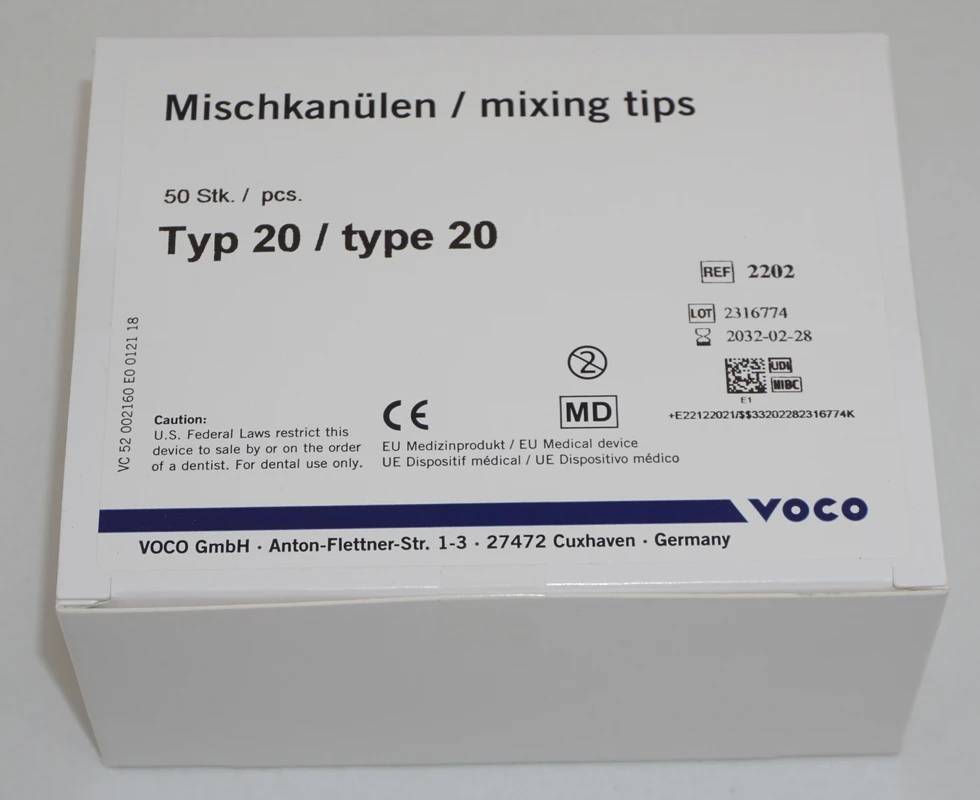 Mischkanülen / mixing tips
50 Stk. / pcs.
Typ 20 / type 20
REF 2202
LOT 2316774
2032-02-28
2
UDI
HIBC
E1
+E22122021/$$33202282316774K
MD
CE
EU Medizinprodukt / EU Medical device
UE Dispositif médical / UE Dispositivo médico
Caution:
U.S. Federal Laws restrict this
device to sale by or on the order
of a dentist. For dental use only.
VC 52 002160 E0 0121 18
VOCO
VOCO GmbH · Anton-Flettner-Str. 1-3 · 27472 Cuxhaven · Germany